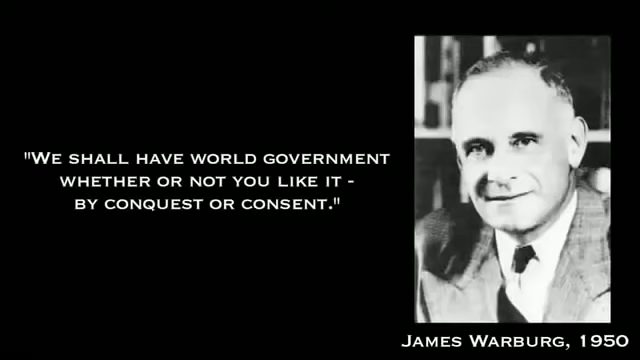 "WE SHALL HAVE WORLD GOVERNMENT
WHETHER OR NOT YOU LIKE IT -
BY CONQUEST OR CONSENT."
JAMES WARBURG, 1950